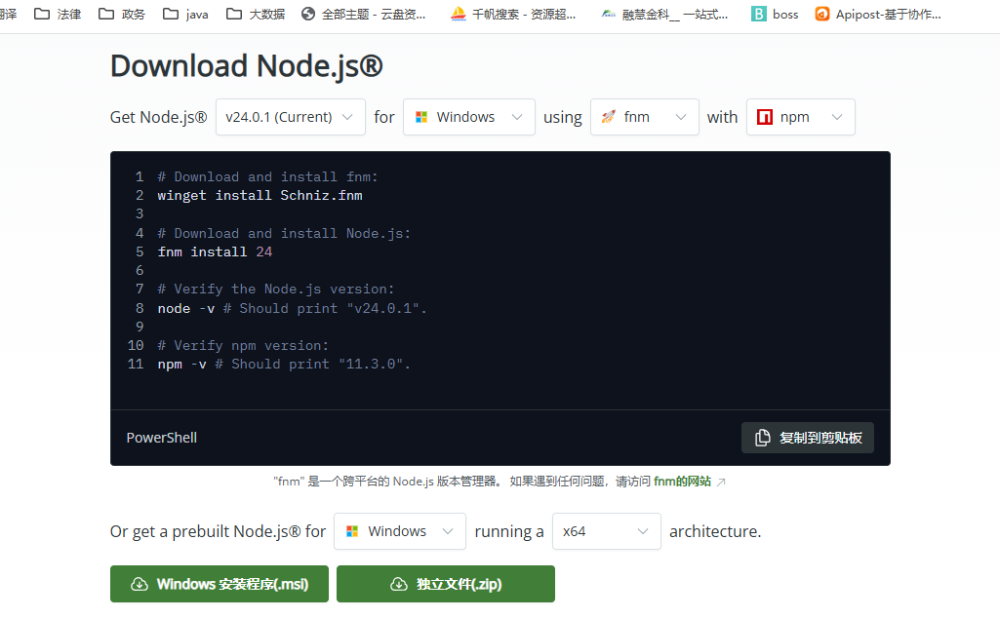 翻译 法律 政务 java 大数据 全部主题 - 云盘资... 千帆搜索 - 资源超... 融慧金科__ 一站式... B boss Apipost-基于协作...
Download Node.js®
Get Node.js® v24.0.1 (Current) for Windows using fnm with npm
1 # Download and install fnm:
2 winget install Schniz.fnm
3
4 # Download and install Node.js:
5 fnm install 24
6
7 # Verify the Node.js version:
8 node -v # Should print "v24.0.1".
9
10 # Verify npm version:
11 npm -v # Should print "11.3.0".
PowerShell 复制到剪贴板
"fnm" 是一个跨平台的 Node.js 版本管理器。 如果遇到任何问题，请访问 fnm的网站
Or get a prebuilt Node.js® for Windows running a x64 architecture.
Windows 安装程序(.msi) 独立文件(.zip)